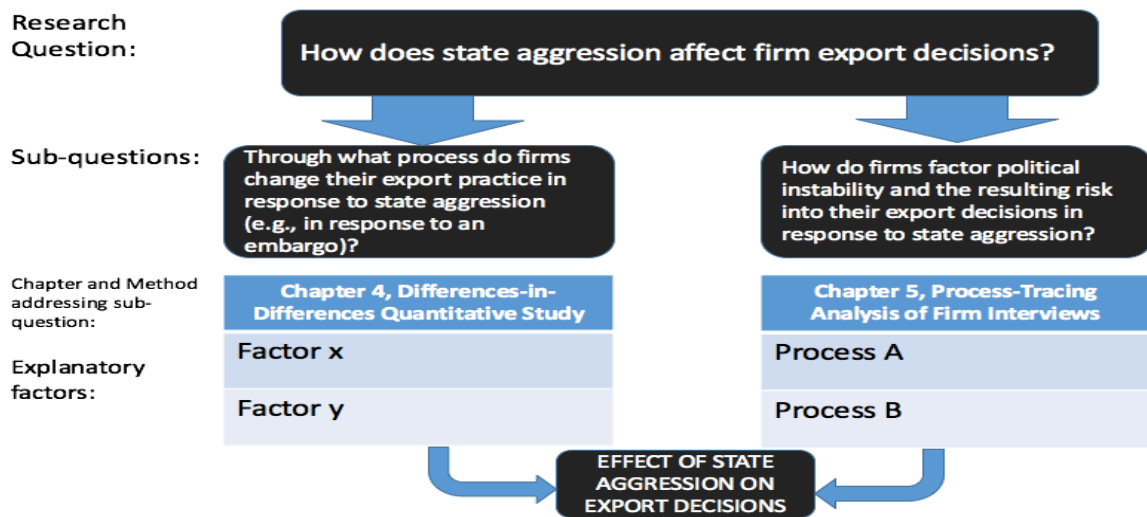 Research
Question:
How does state aggression affect firm export decisions?
Sub-questions:
Through what process do firms
change their export practice in
response to state aggression
(e.g., in response to an
embargo)?
How do firms factor political
instability and the resulting risk
into their export decisions in
response to state aggression?
Chapter and Method
addressing sub-
question:
Chapter 4, Differences-in-
Differences Quantitative Study
Chapter 5, Process-Tracing
Analysis of Firm Interviews
Explanatory
factors:
Factor x
Process A
Factor y
Process B
EFFECT OF STATE
AGGRESSION ON
EXPORT DECISIONS